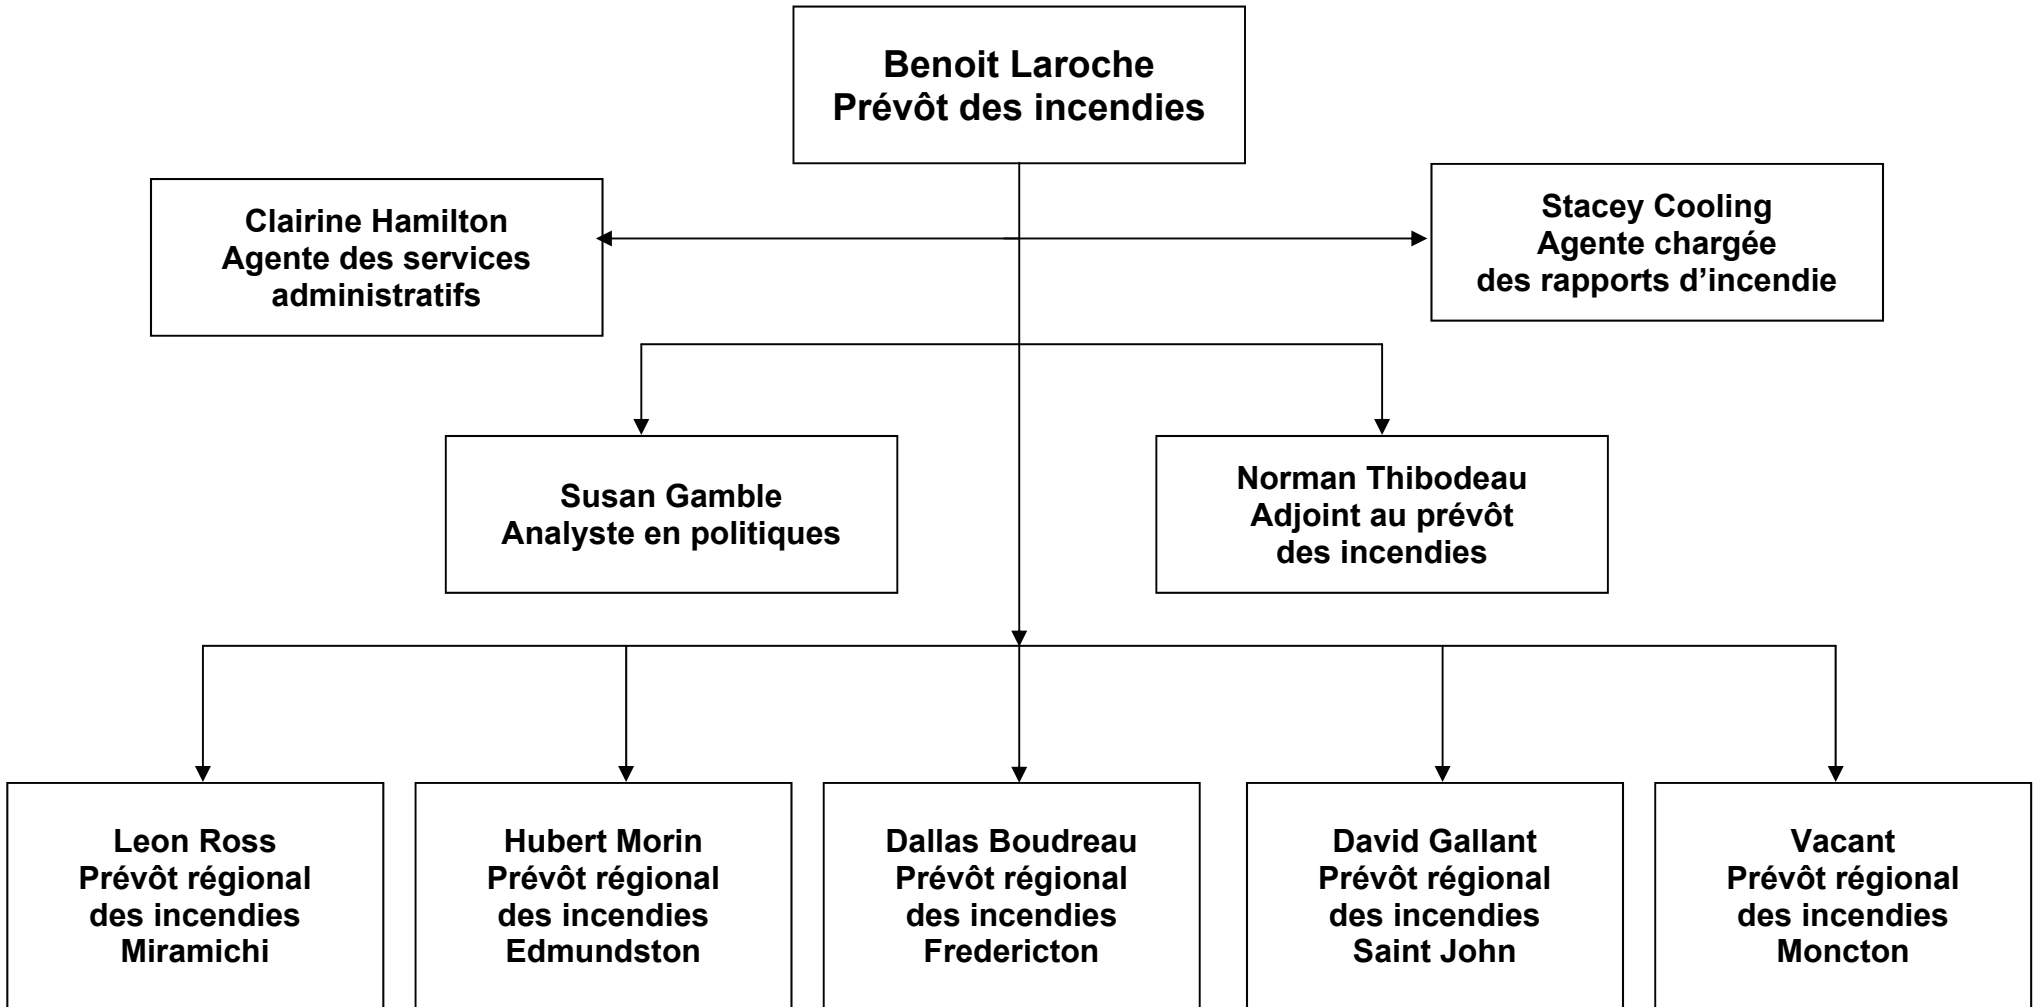 Benoit Laroche
Prévôt des incendies
Clairine Hamilton
Agente des services
administratifs
Stacey Cooling
Agente chargée
des rapports d’incendie
Susan Gamble
Analyste en politiques
Norman Thibodeau
Adjoint au prévôt
des incendies
Leon Ross
Prévôt régional
des incendies
Miramichi
Hubert Morin
Prévôt régional
des incendies
Edmundston
Dallas Boudreau
Prévôt régional
des incendies
Fredericton
David Gallant
Prévôt régional
des incendies
Saint John
Vacant
Prévôt régional
des incendies
Moncton